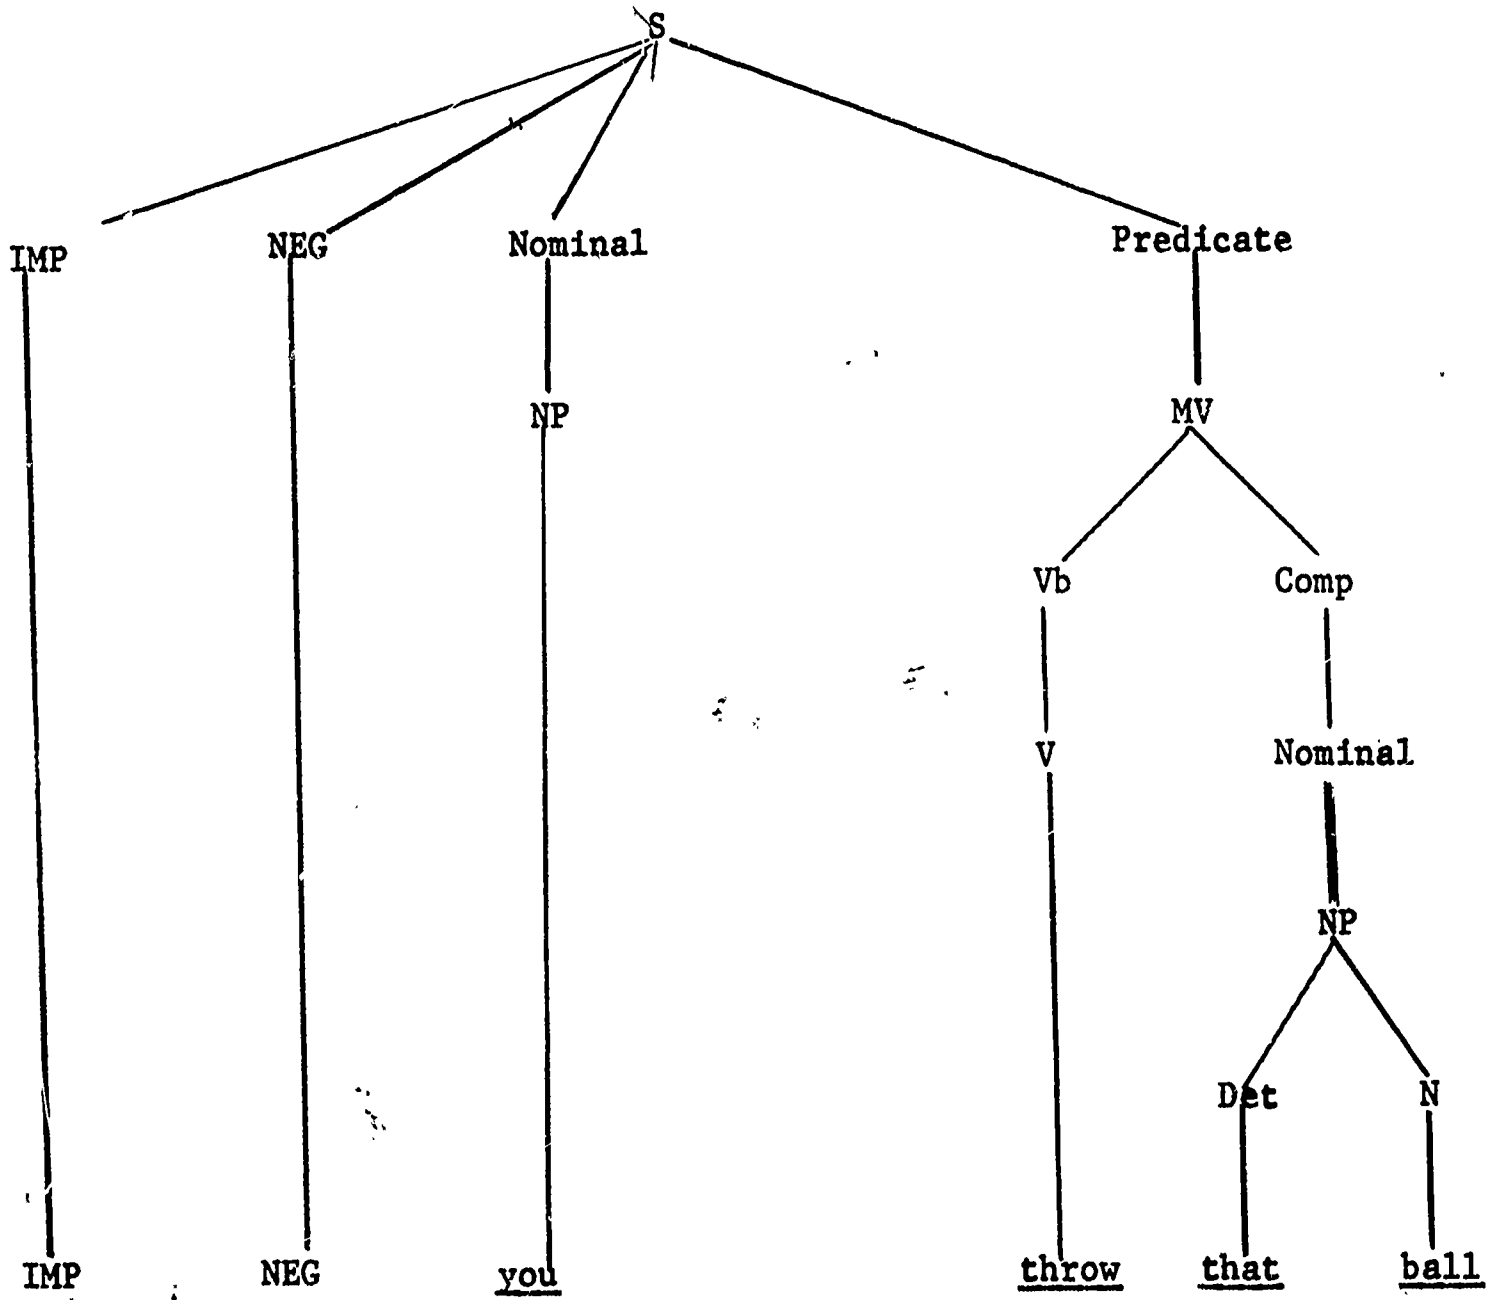 S
IMP NEG Nominal Predicate
NP MV
Vb Comp
V Nominal
NP
Det N
IMP NEG you throw that ball